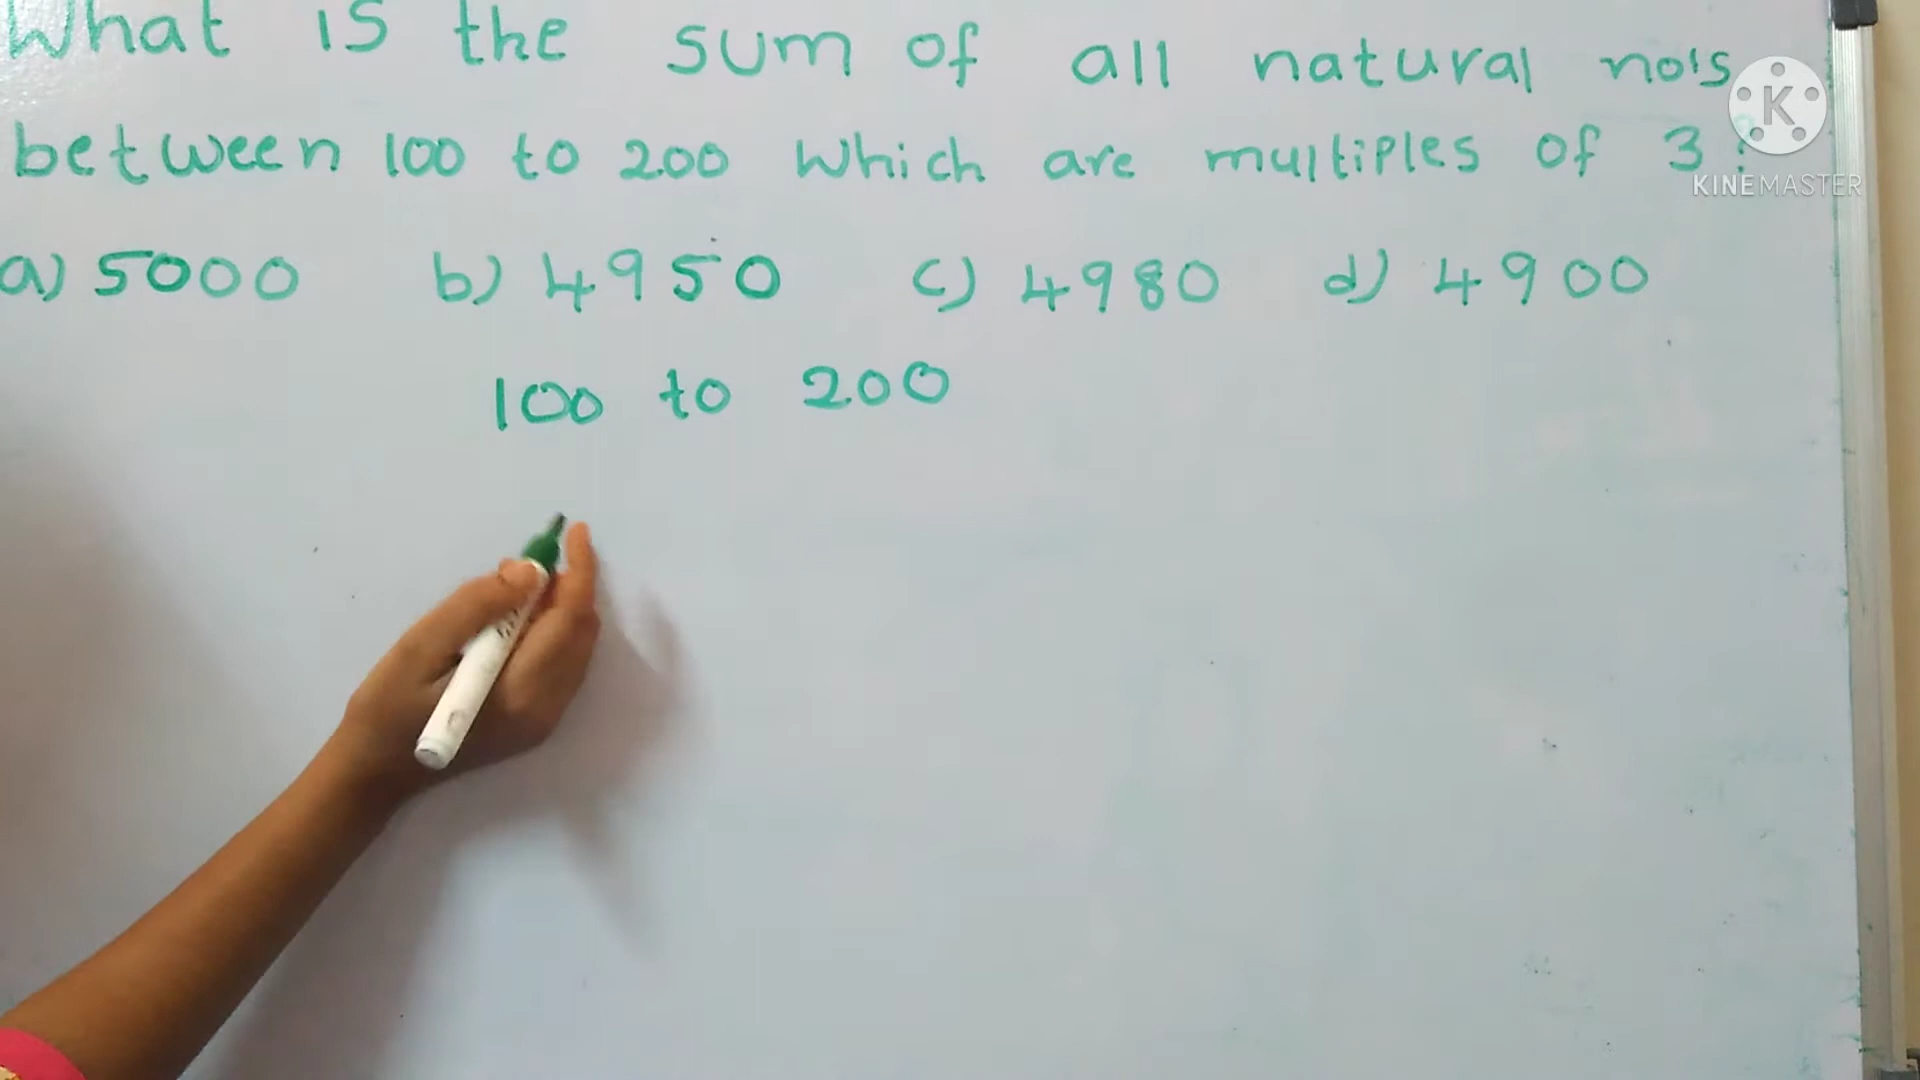 What is the sum of all natural no's
between 100 to 200 which are multiples of 3?
a) 5000 b) 4950 c) 4980 d) 4900
100 to 200
K
KINEMASTER